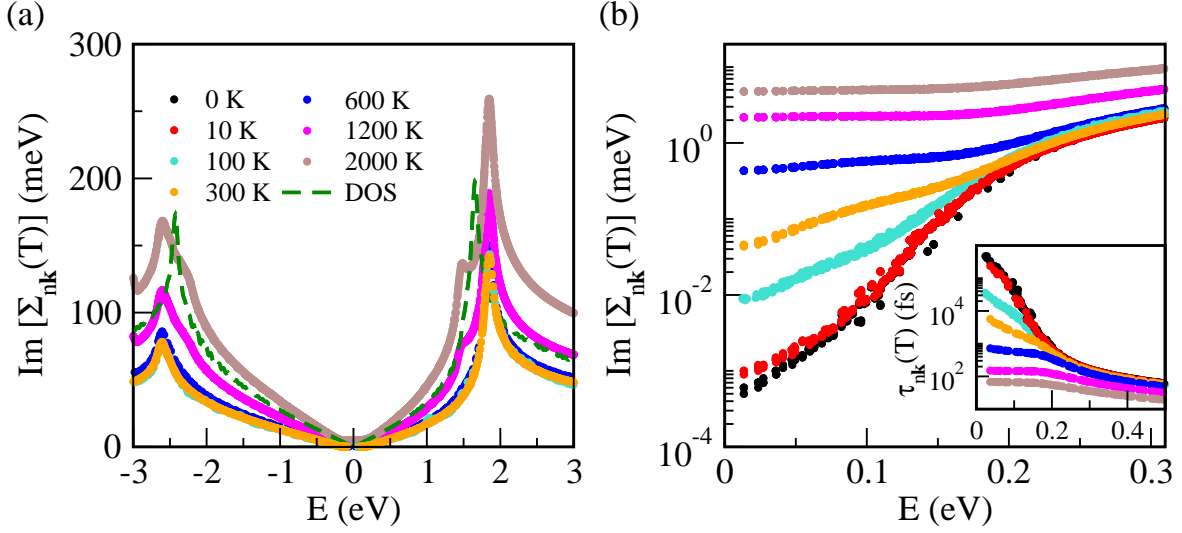 (a)
(b)
300
200
100
0
Im [Σnk(T)] (meV)
0 K
10 K
100 K
300 K
600 K
1200 K
2000 K
DOS
-3 -2 -1 0 1 2 3
E (eV)
10^0
10^-2
10^-4
Im [Σnk(T)] (meV)
0 0.1 0.2 0.3
E (eV)
10^4
10^2
τnk(T) (fs)
0 0.2 0.4